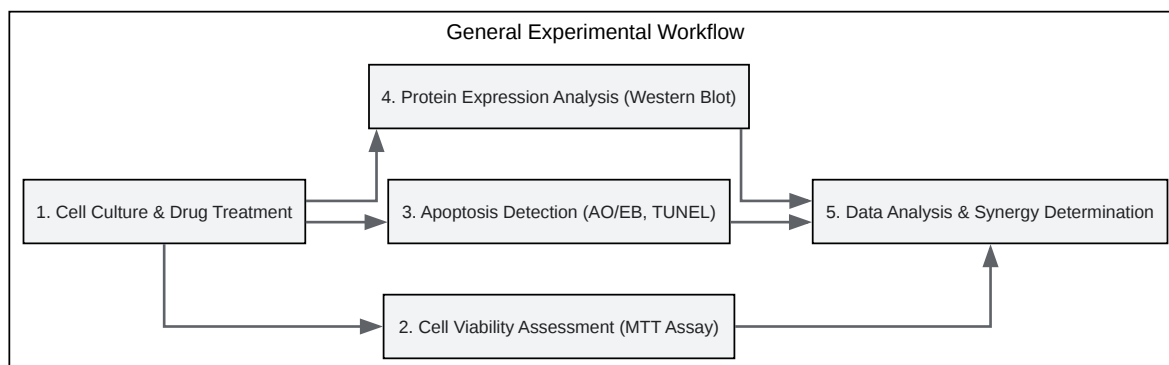 General Experimental Workflow
4. Protein Expression Analysis (Western Blot)
1. Cell Culture & Drug Treatment
3. Apoptosis Detection (AO/EB, TUNEL)
5. Data Analysis & Synergy Determination
2. Cell Viability Assessment (MTT Assay)